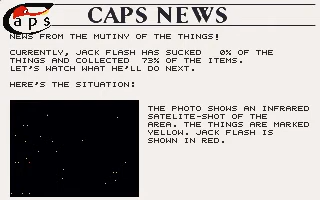 Caps
CAPS NEWS
NEWS FROM THE MUTINY OF THE THINGS!
CURRENTLY, JACK FLASH HAS SUCKED 0% OF THE
THINGS AND COLLECTED 73% OF THE ITEMS.
LET'S WATCH WHAT HE'LL DO NEXT.
HERE'S THE SITUATION:
THE PHOTO SHOWS AN INFRARED
SATELITE-SHOT OF THE
AREA. THE THINGS ARE MARKED
YELLOW. JACK FLASH IS
SHOWN IN RED.